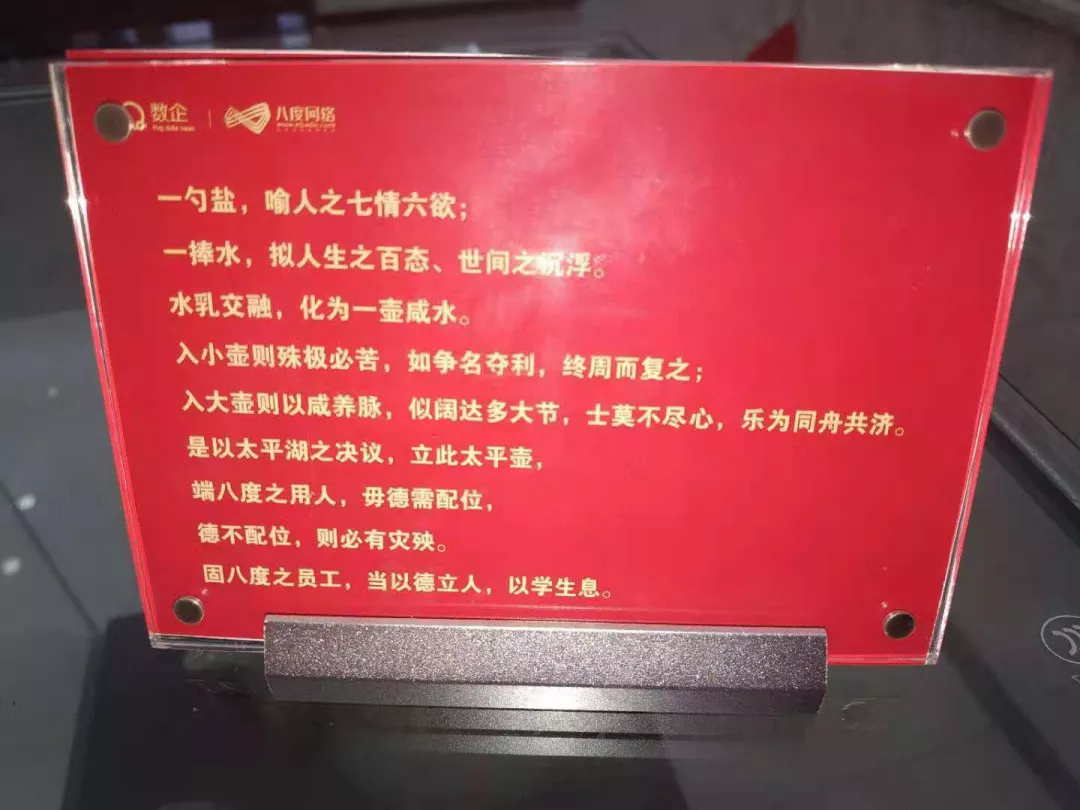 数企
八度网络
一勺盐，喻人之七情六欲；
一捧水，拟人生之百态、世间之沉浮。
水乳交融，化为一壶咸水。
入小壶则殊极必苦，如争名夺利，终周而复之；
入大壶则以咸养脉，似阔达多大节，士莫不尽心，乐为同舟共济。
是以太平湖之决议，立此太平壶，
端八度之用人，毋德需配位，
德不配位，则必有灾殃。
固八度之员工，当以德立人，以学生息。